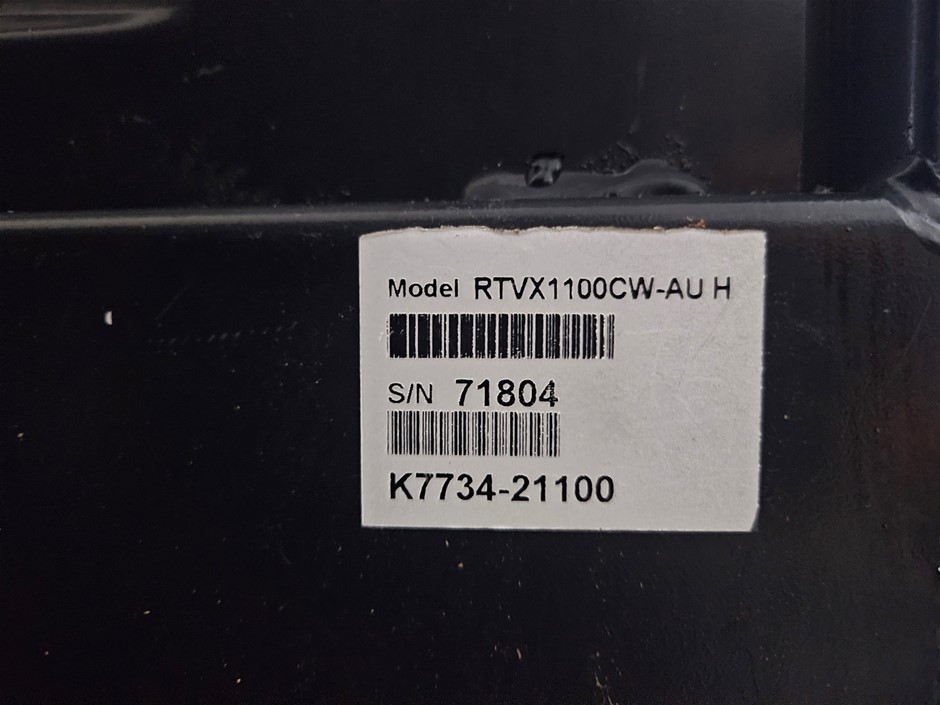 Model RTVX1100CW-AU H
S/N 71804
K7734-21100